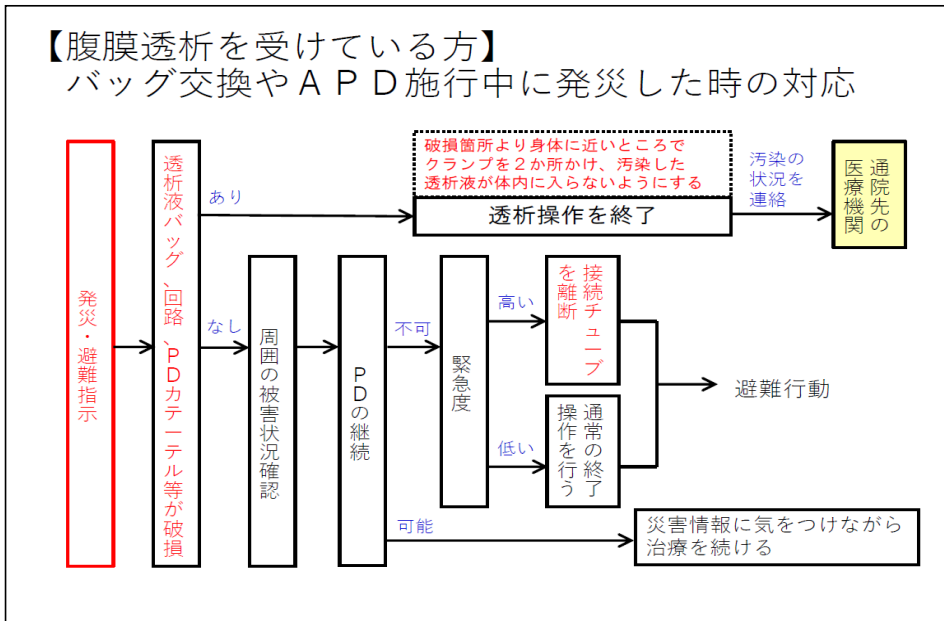 【腹膜透析を受けている方】
バッグ交換やＡＰＤ施行中に発災した時の対応
発災・避難指示
透析液バッグ、回路、PDカテーテル等が破損
あり
破損箇所より身体に近いところで
クランプを２か所かけ、汚染した
透析液が体内に入らないようにする
透析操作を終了
汚染の
状況を
連絡
通院先の
医療機関
なし
周囲の被害状況確認
PDの継続
不可
緊急度
高い
接続チューブ
を離断
低い
通常の終了
操作を行う
避難行動
可能
災害情報に気をつけながら
治療を続ける